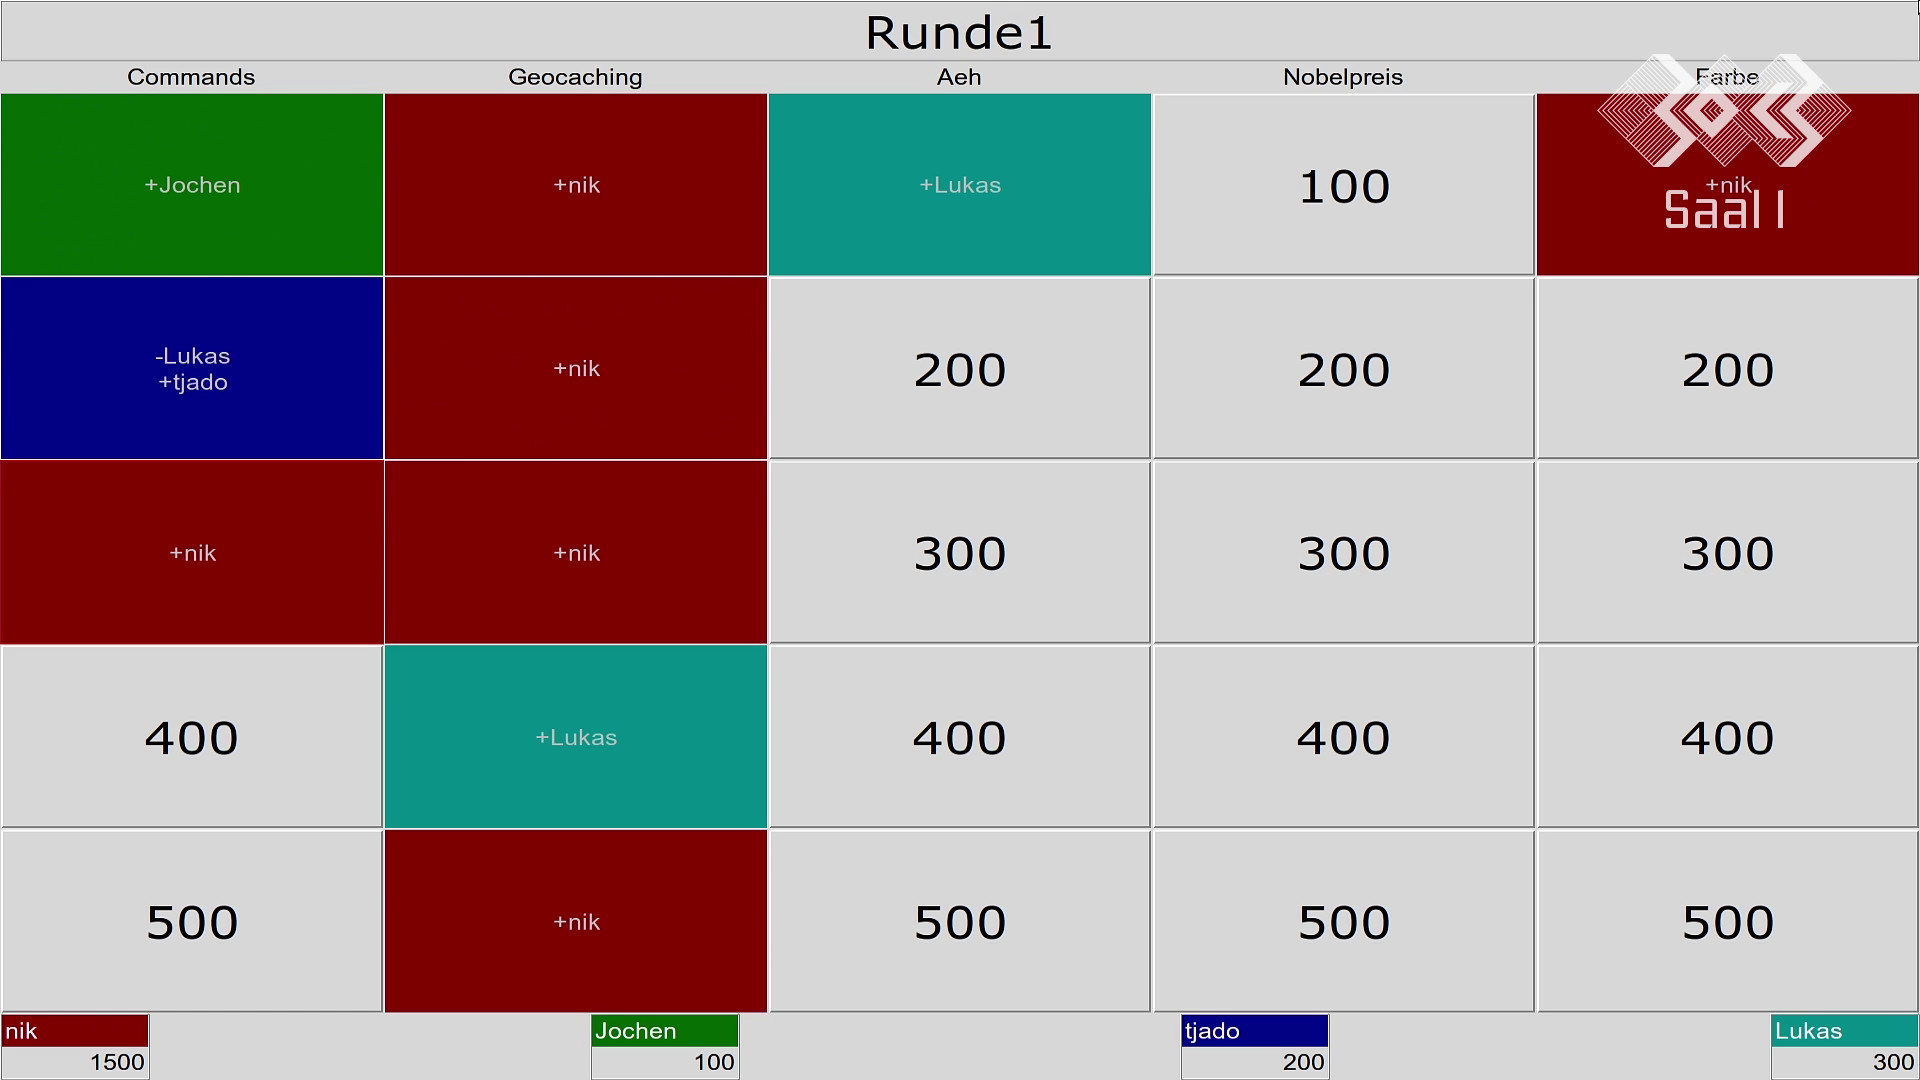 Runde1
Commands Geocaching Aeh Nobelpreis Farbe
+Jochen +nik +Lukas 100 +nik
Saal 1
-Lukas
+tjado
+nik 200 200 200
+nik +nik 300 300 300
400 +Lukas 400 400 400
500 +nik 500 500 500
nik Jochen tjado Lukas
1500 100 200 300